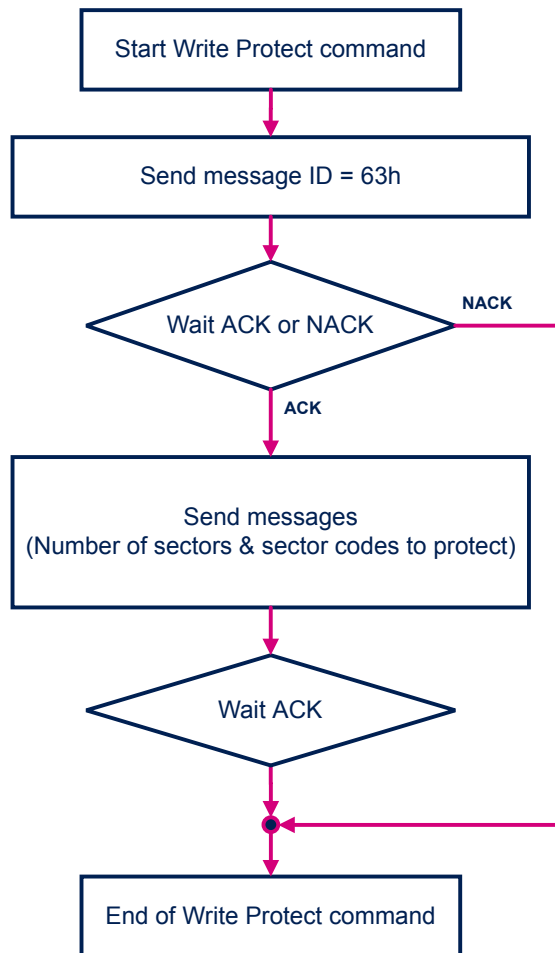 Start Write Protect command
Send message ID = 63h
Wait ACK or NACK
NACK
ACK
Send messages
(Number of sectors & sector codes to protect)
Wait ACK
End of Write Protect command